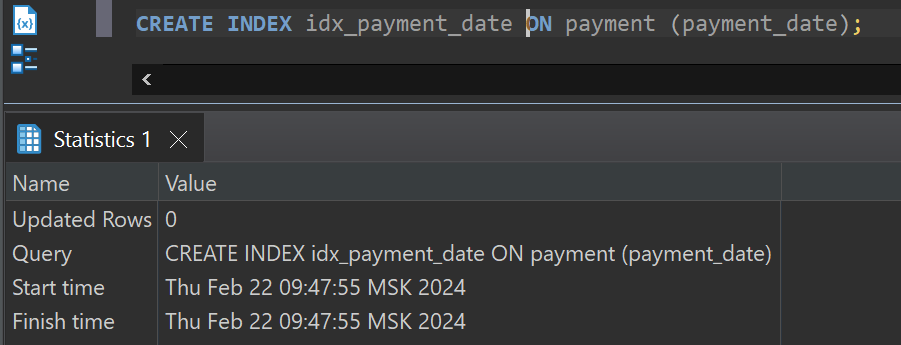 CREATE INDEX idx_payment_date ON payment (payment_date);
Statistics 1
Name Value
Updated Rows 0
Query CREATE INDEX idx_payment_date ON payment (payment_date)
Start time Thu Feb 22 09:47:55 MSK 2024
Finish time Thu Feb 22 09:47:55 MSK 2024